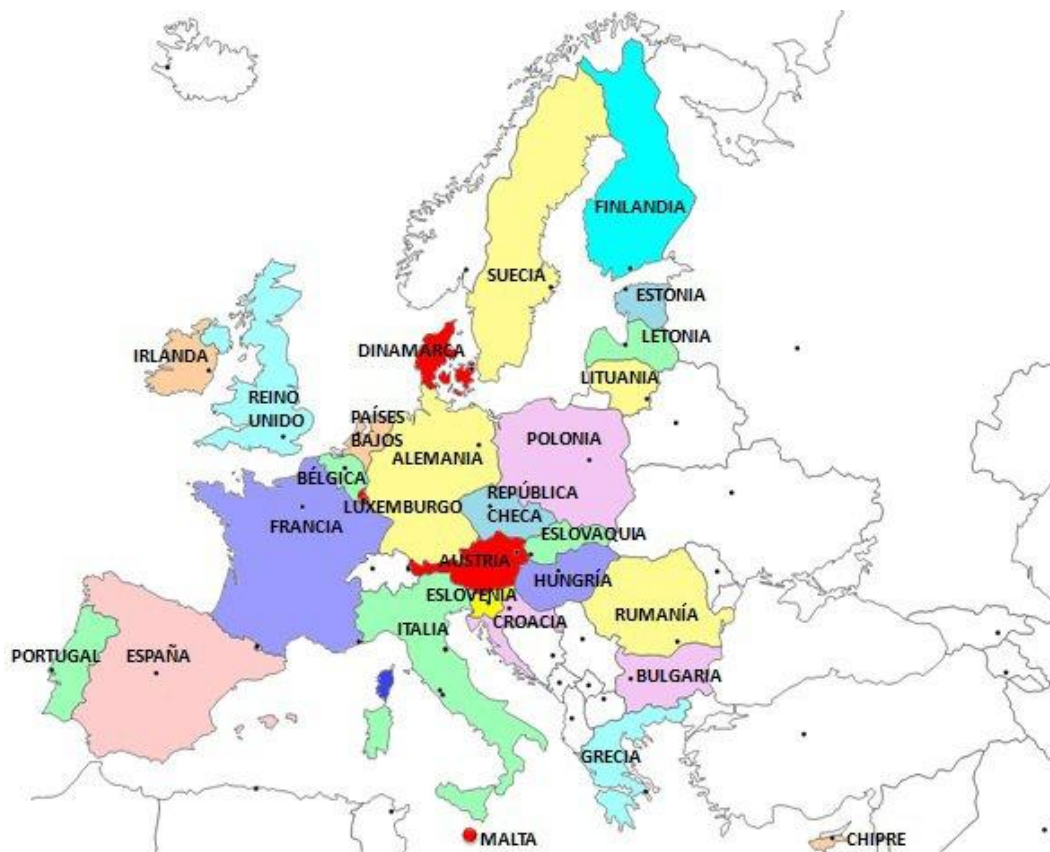 FINLANDIA
SUECIA
ESTONIA
LETONIA
DINAMARCA
IRLANDA
LITUANIA
REINO
UNIDO
PAÍSES
BAJOS
POLONIA
ALEMANIA
BÉLGICA
REPÚBLICA
CHECA
LUXEMBURGO
FRANCIA
ESLOVAQUIA
AUSTRIA
HUNGRÍA
ESLOVENIA
RUMANÍA
CROACIA
ITALIA
PORTUGAL
ESPAÑA
BULGARIA
GRECIA
MALTA
CHIPRE